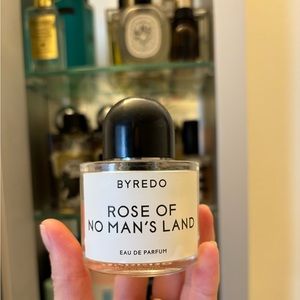 BYREDO
ROSE OF
NO MAN'S LAND
EAU DE PARFUM